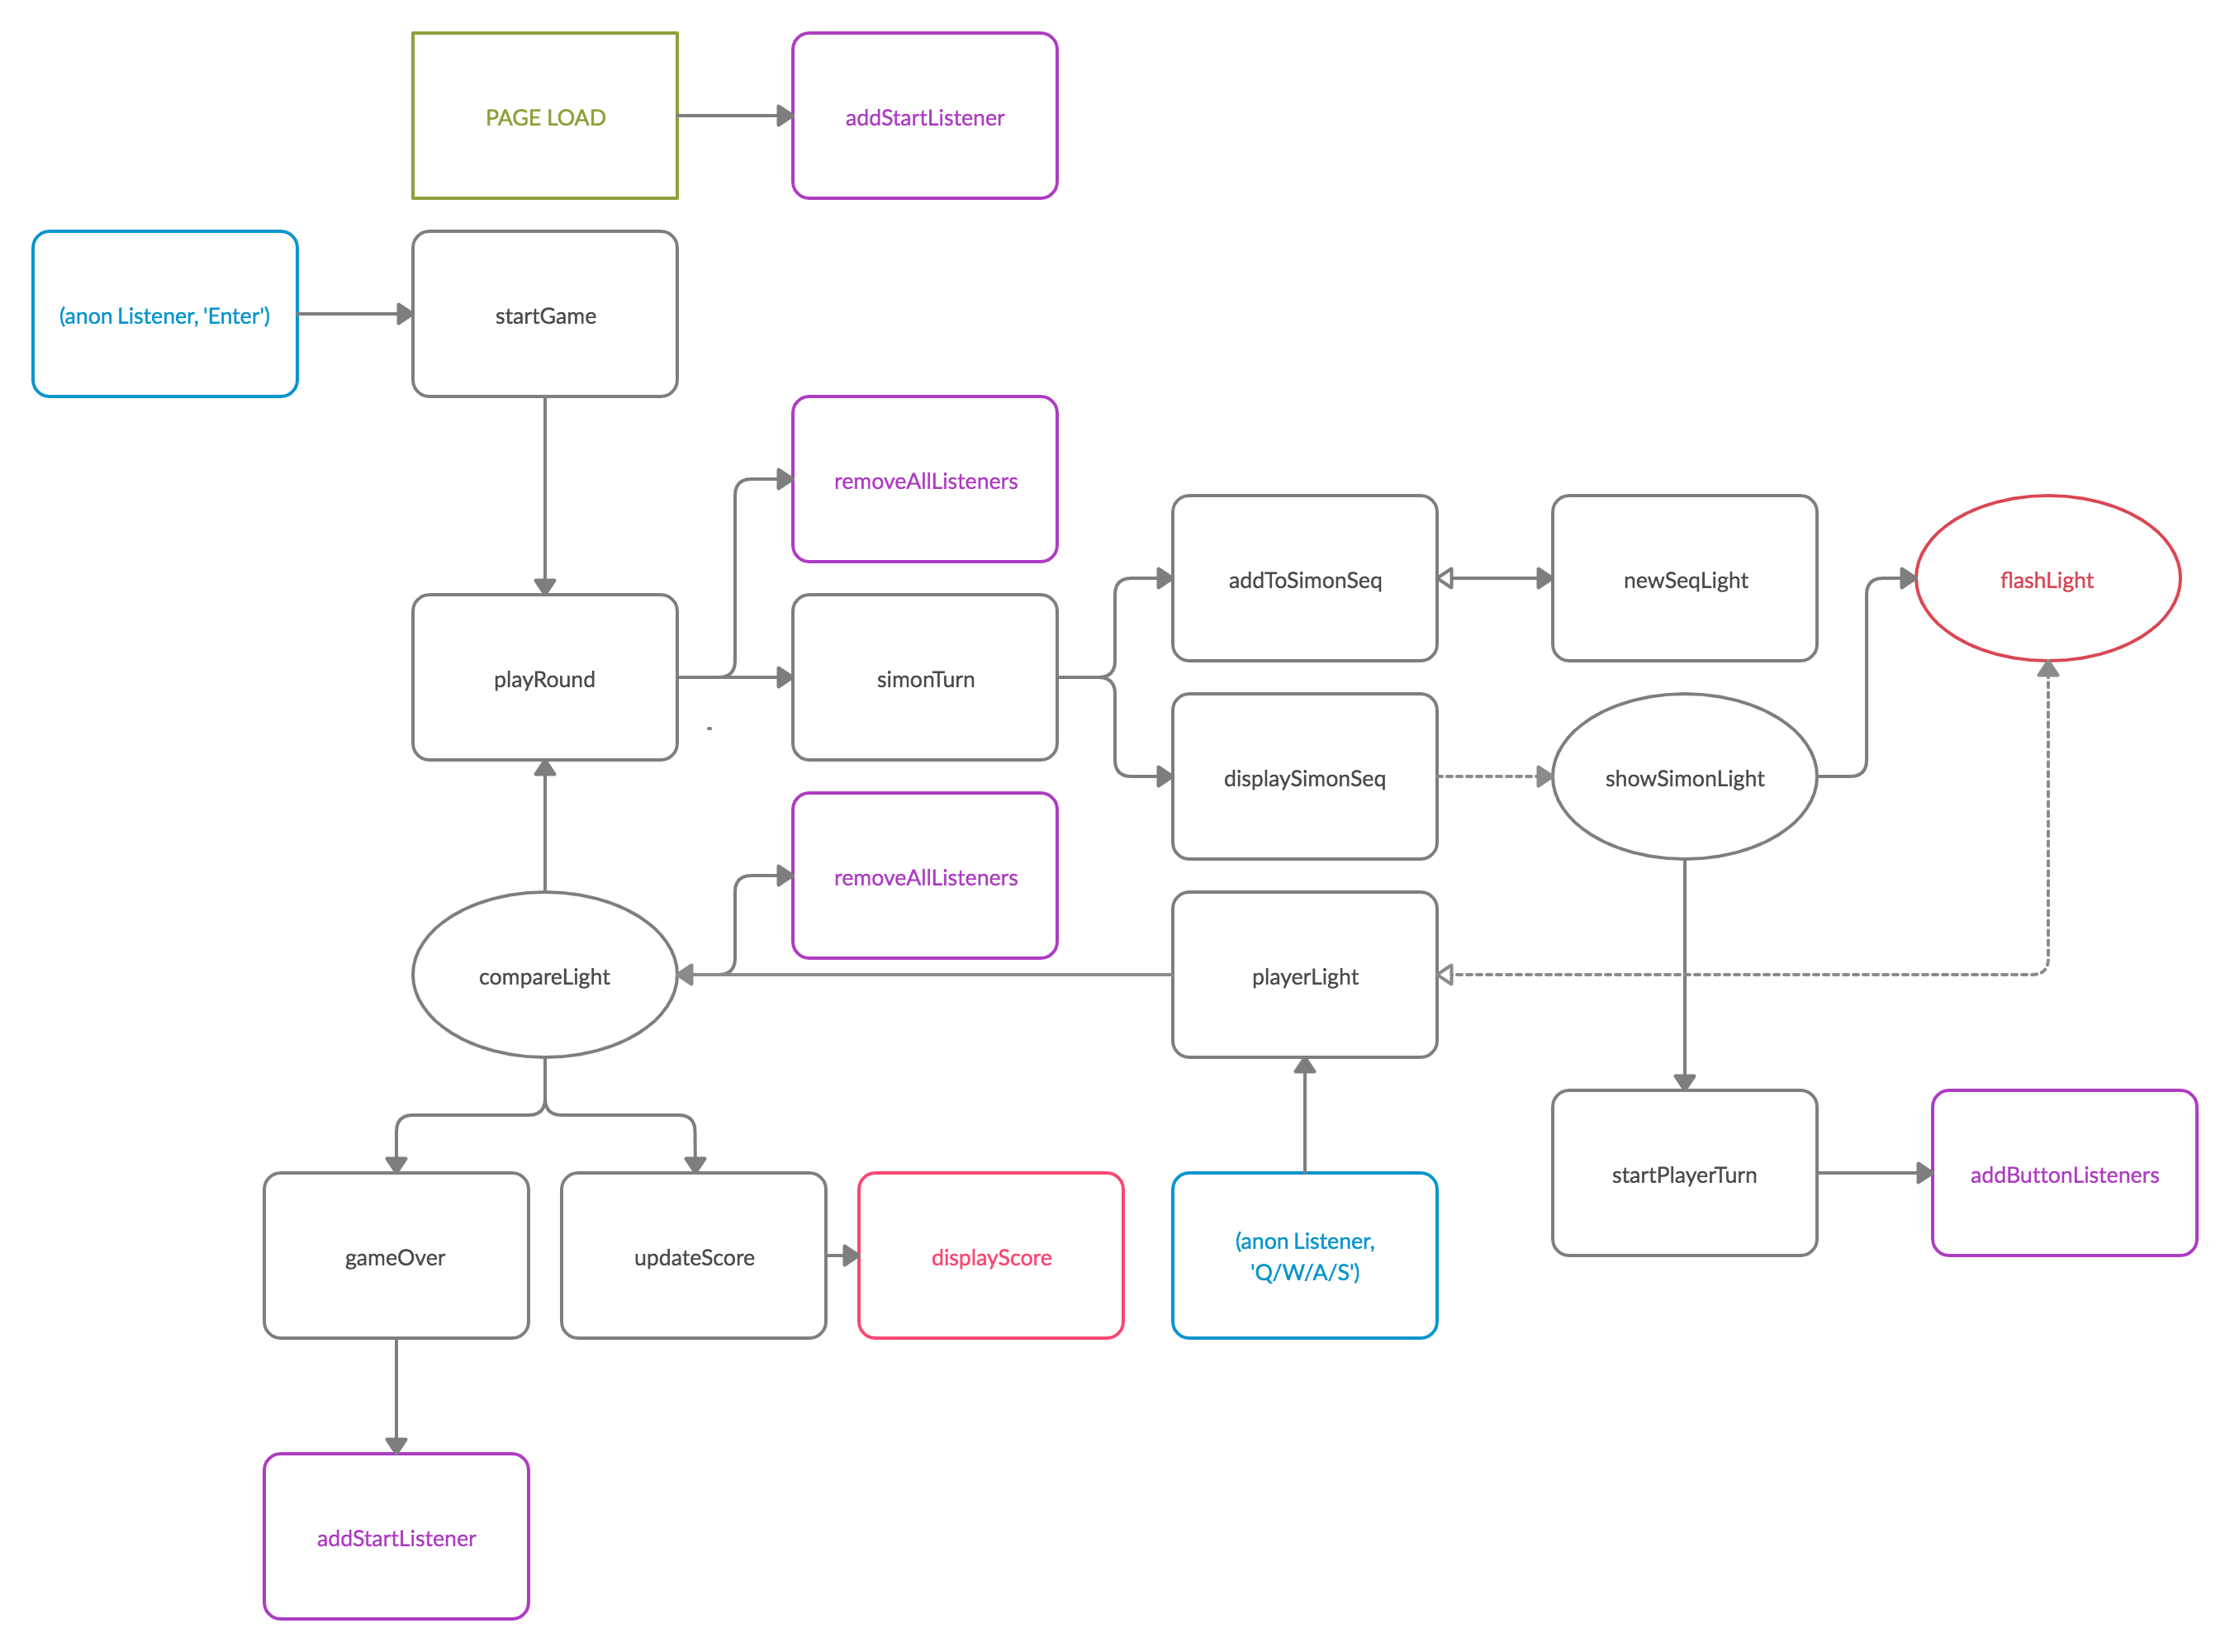 PAGE LOAD
addStartListener
(anon Listener, 'Enter')
startGame
removeAllListeners
addToSimonSeq
newSeqLight
flashLight
playRound
simonTurn
displaySimonSeq
showSimonLight
removeAllListeners
compareLight
playerLight
startPlayerTurn
addButtonListeners
gameOver
updateScore
displayScore
(anon Listener,
'Q/W/A/S')
addStartListener